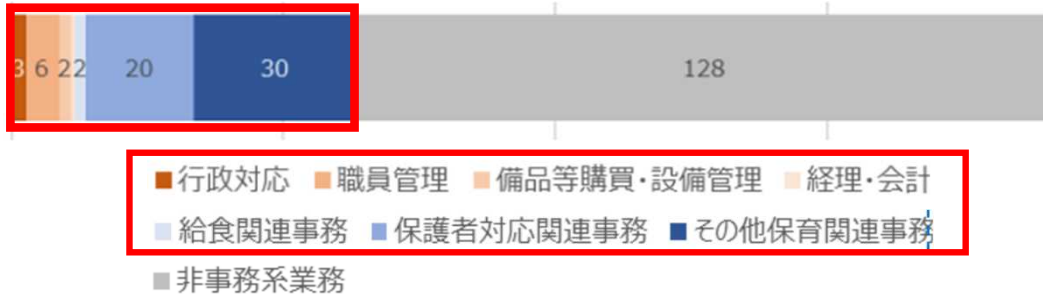 3 6 2 2 20 30 128
■行政対応 ■職員管理 ■備品等購買・設備管理 ■経理・会計
■給食関連事務 ■保護者対応関連事務 ■その他保育関連事務
■非事務系業務